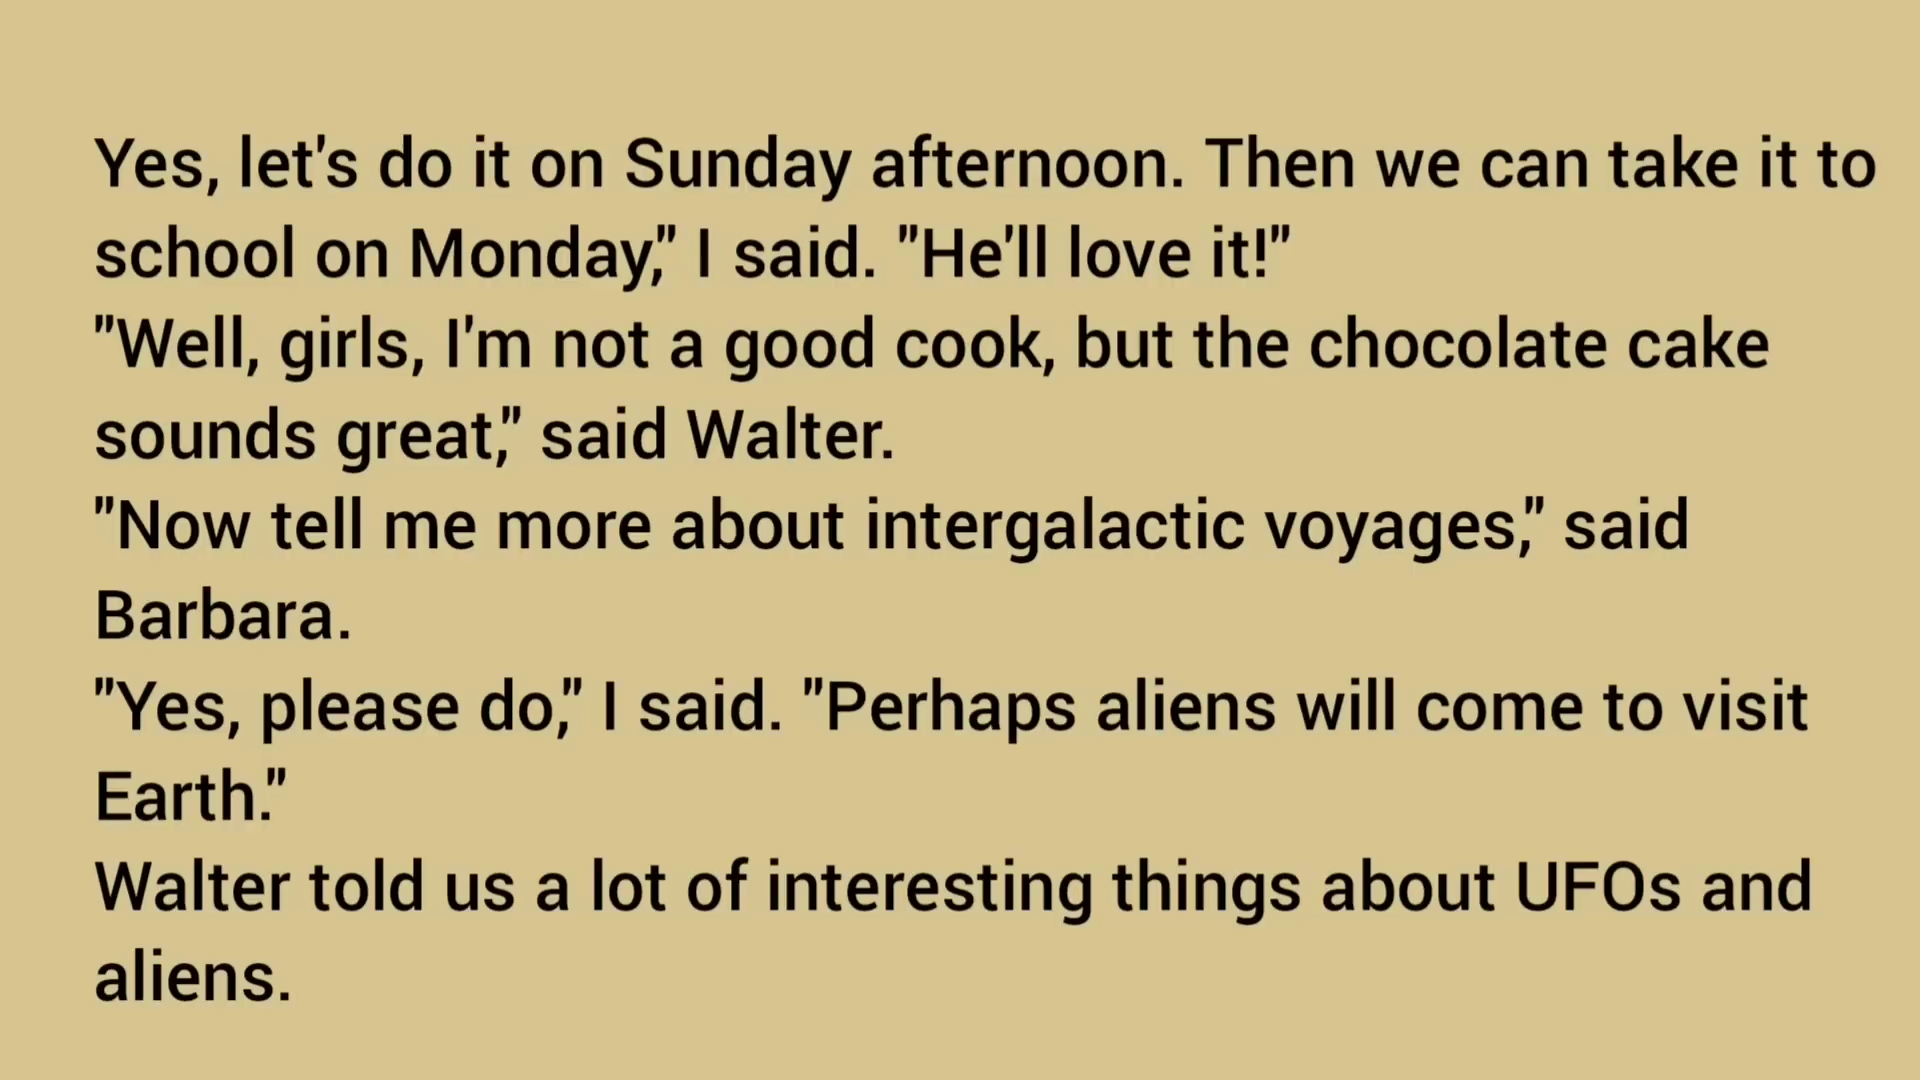 Yes, let's do it on Sunday afternoon. Then we can take it to
school on Monday," I said. "He'll love it!"
"Well, girls, I'm not a good cook, but the chocolate cake
sounds great," said Walter.
"Now tell me more about intergalactic voyages," said
Barbara.
"Yes, please do," I said. "Perhaps aliens will come to visit
Earth."
Walter told us a lot of interesting things about UFOs and
aliens.